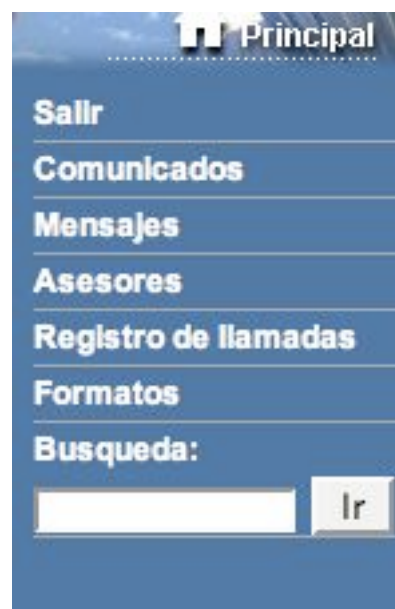 Principal
Salir
Comunicados
Mensajes
Asesores
Registro de llamadas
Formatos
Busqueda:
Ir